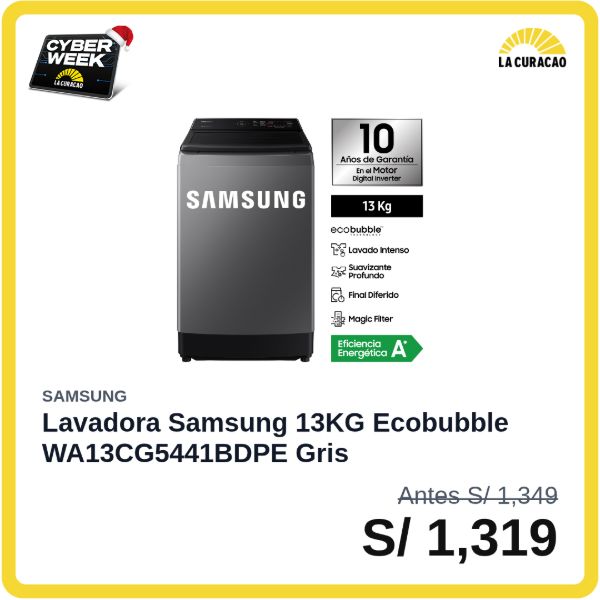 CYBER
WEEK
LA CURACAO
LA CURACAO
SAMSUNG
10
Años de Garantía
En el Motor
Digital Inverter
13 Kg
ecobubble™
TECHNOLOGY
Lavado Intenso
Suavizante
Profundo
Final Diferido
Magic Filter
Eficiencia
Energética A*
SAMSUNG
Lavadora Samsung 13KG Ecobubble
WA13CG5441BDPE Gris
Antes S/ 1,349
S/ 1,319